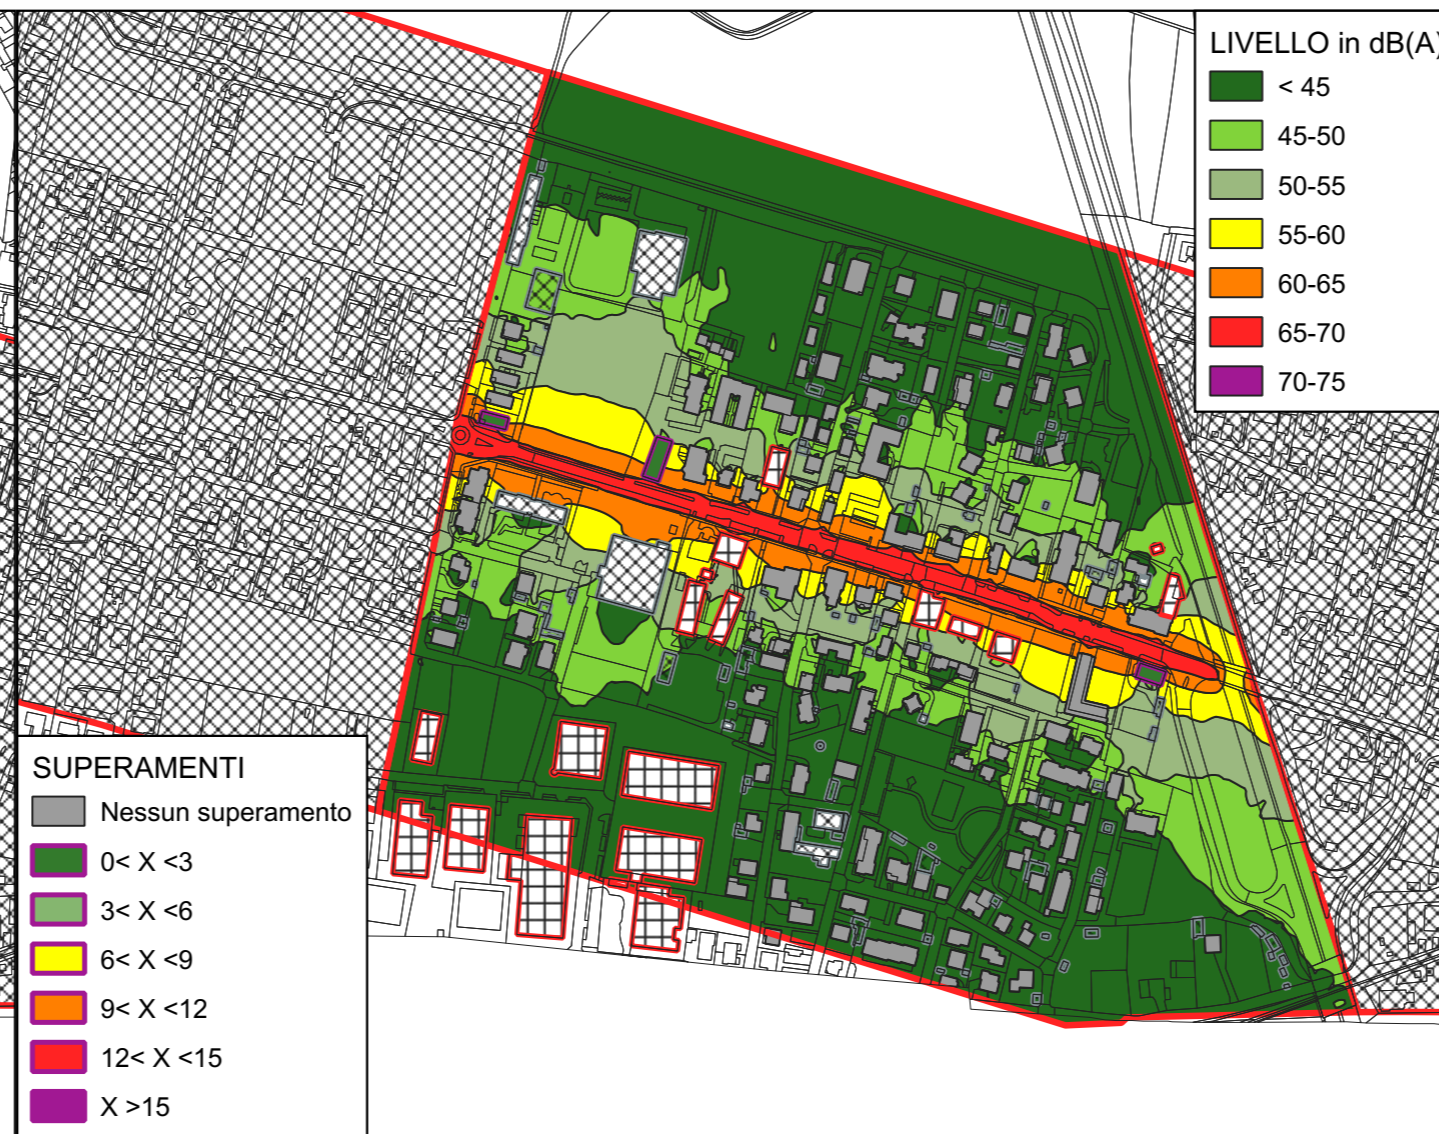 LIVELLO in dB(A)
< 45
45-50
50-55
55-60
60-65
65-70
70-75
SUPERAMENTI
Nessun superamento
0< X <3
3< X <6
6< X <9
9< X <12
12< X <15
X >15